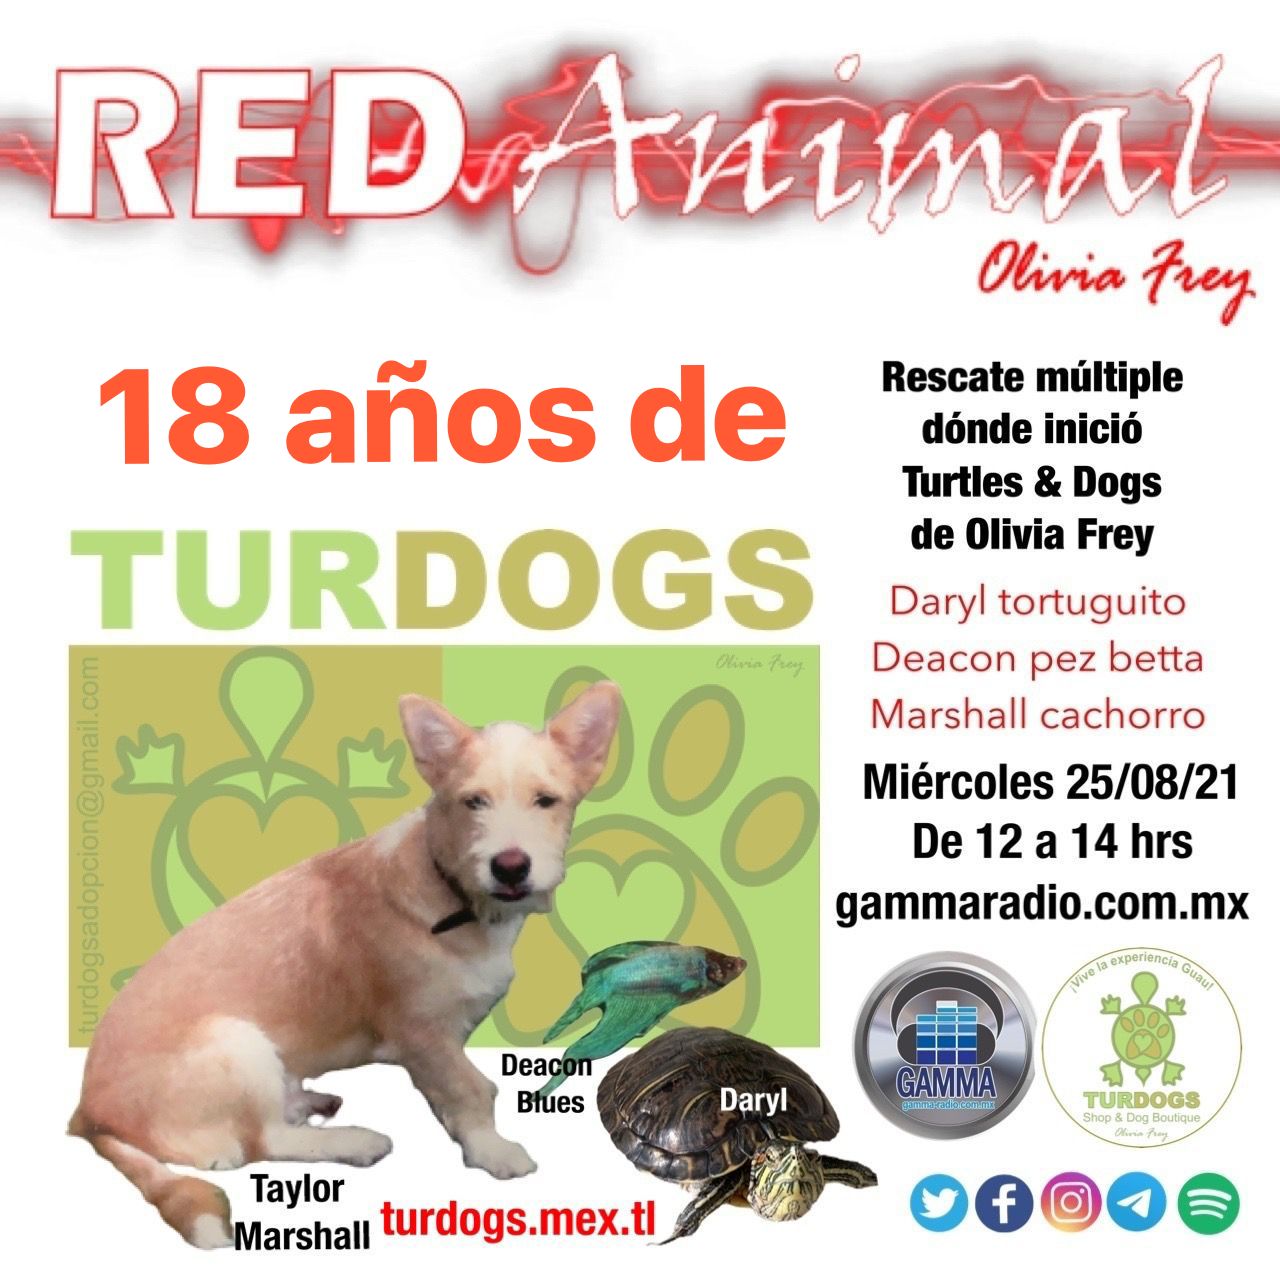 RED Animal
Olivia Frey
18 años de
TURDOGS
Rescate múltiple
dónde inició
Turtles & Dogs
de Olivia Frey
Daryl tortuguito
Deacon pez betta
Marshall cachorro
Miércoles 25/08/21
De 12 a 14 hrs
gammaradio.com.mx
turdogsadopcion@gmail.com
Olivia Frey
Deacon
Blues
Daryl
Taylor
Marshall
turdogs.mex.tl
GAMMA
gamma-radio.com.mx
¡Vive la experiencia Guau!
TURDOGS
Shop & Dog Boutique
Olivia Frey